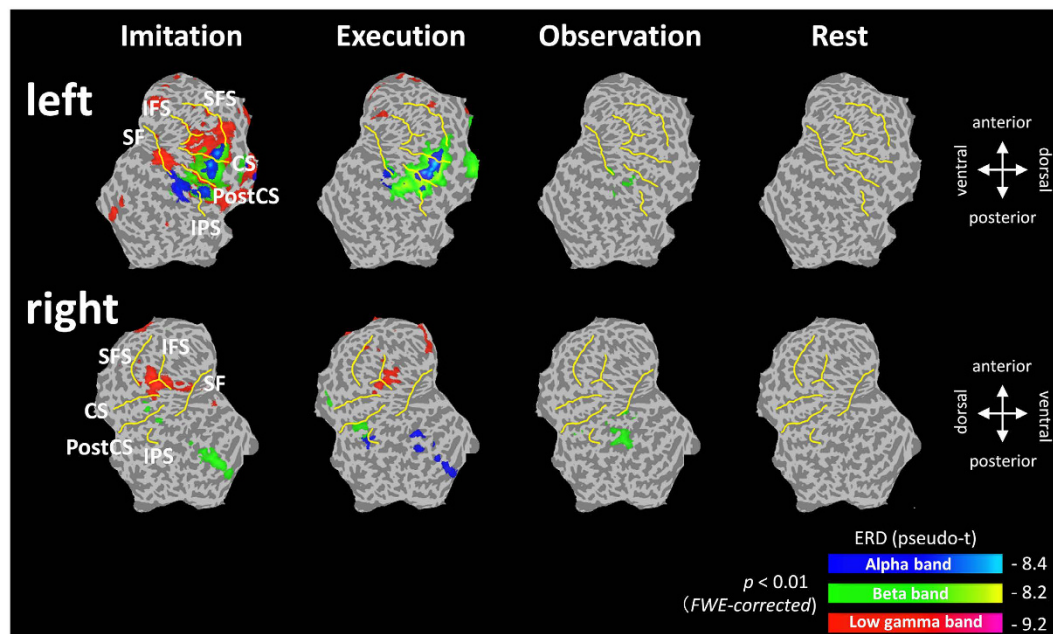 Imitation Execution Observation Rest
left
IFS SFS
SF
CS
PostCS
IPS
anterior
ventral dorsal
posterior
right
SFS IFS
SF
CS
PostCS IPS
anterior
dorsal ventral
posterior
ERD (pseudo-t)
Alpha band - 8.4
p < 0.01
Beta band - 8.2
(FWE-corrected)
Low gamma band - 9.2